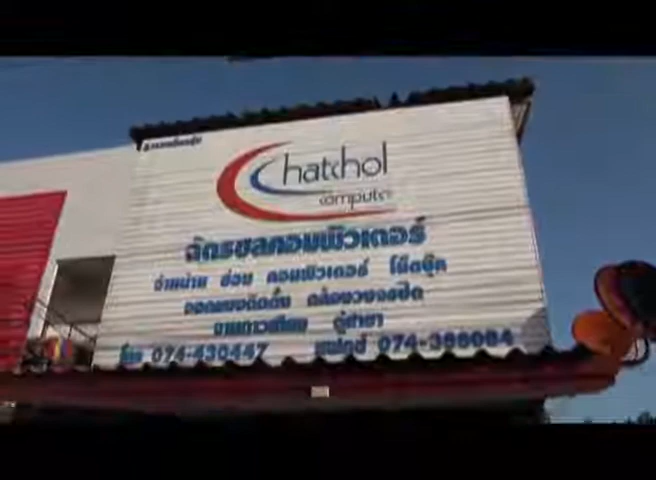 Chatchol
computer
ฉัตรชลคอมพิวเตอร์
จำหน่าย ซ่อม คอมพิวเตอร์ โน๊ตบุ๊ค
ออกแบบติดตั้ง กล้องวงจรปิด
จานดาวเทียม ตู้สาขา
โทร 074-430447 แฟกซ์ 074-386084